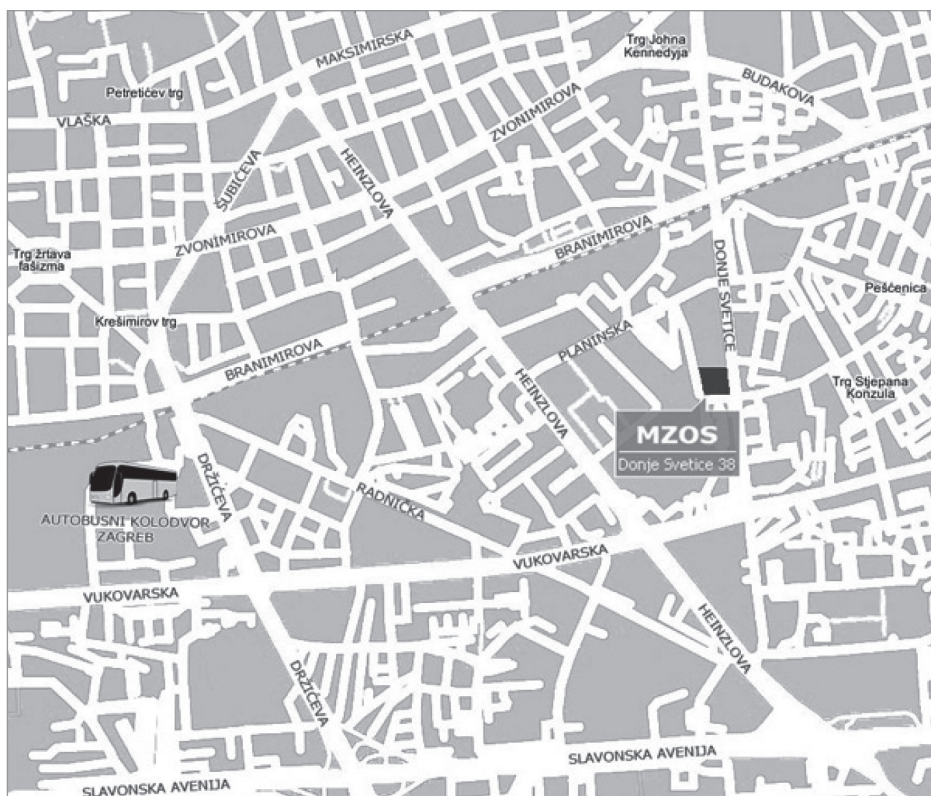 MAKSIMIRSKA
Trg Johna
Kennedyja
BUDAKOVA
Petretićev trg
VLAŠKA
ZVONIMIROVA
HEINZLOVA
ŠUBIĆEVA
ZVONIMIROVA
BRANIMIROVA
DONJE SVETICE
Trg žrtava
fašizma
Pešćenica
Krešimirov trg
BRANIMIROVA
PLANINSKA
HEINZLOVA
Trg Stjepana
Konzula
MZOS
Donje Svetice 38
DRŽIĆEVA
RADNIČKA
AUTOBUSNI KOLODVOR
ZAGREB
VUKOVARSKA
VUKOVARSKA
HEINZLOVA
DRŽIĆEVA
SLAVONSKA AVENIJA
SLAVONSKA AVENIJA